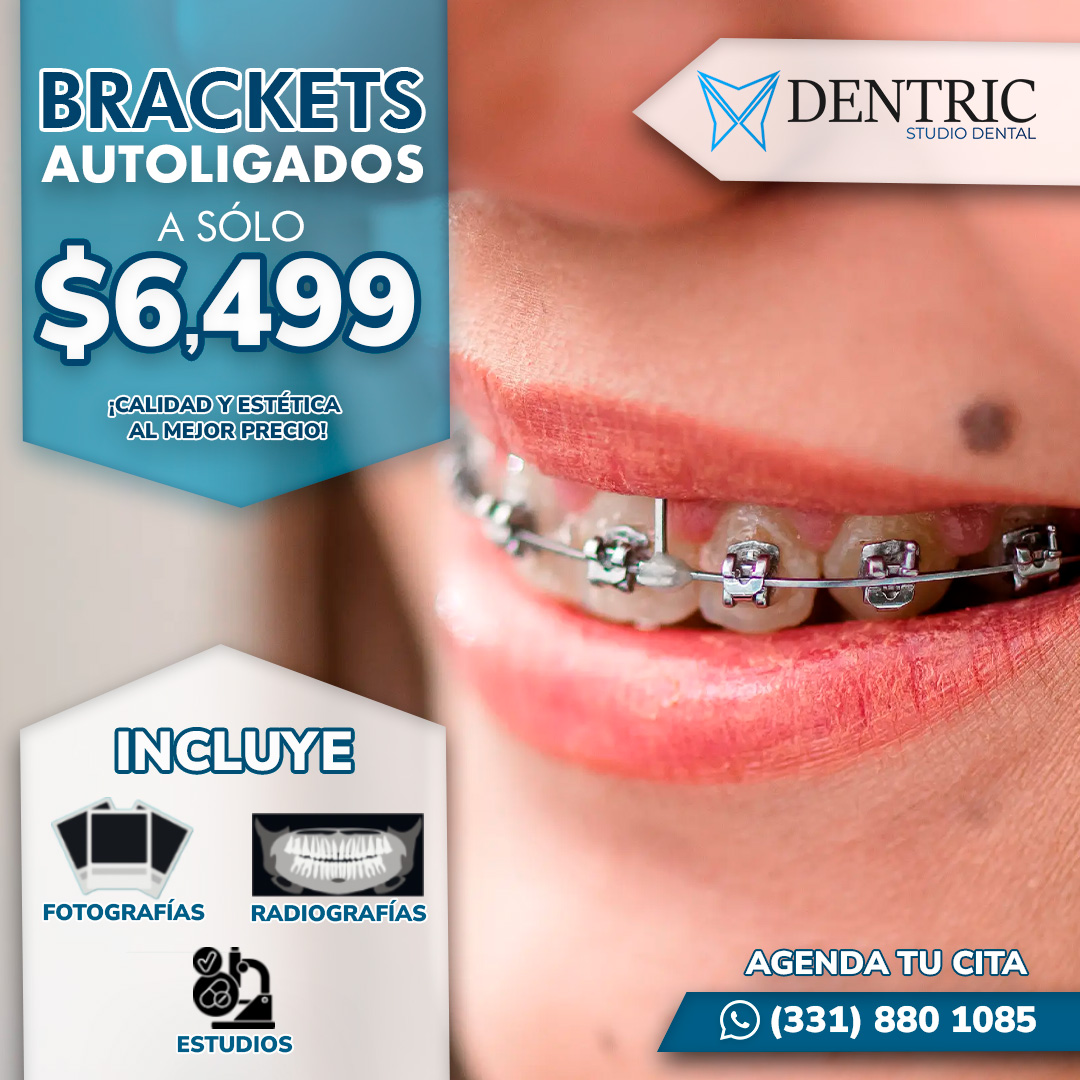 BRACKETS
AUTOLIGADOS
A SÓLO
$6,499
¡CALIDAD Y ESTÉTICA
AL MEJOR PRECIO!
DENTRIC
STUDIO DENTAL
INCLUYE
FOTOGRAFÍAS
RADIOGRAFÍAS
ESTUDIOS
AGENDA TU CITA
(331) 880 1085